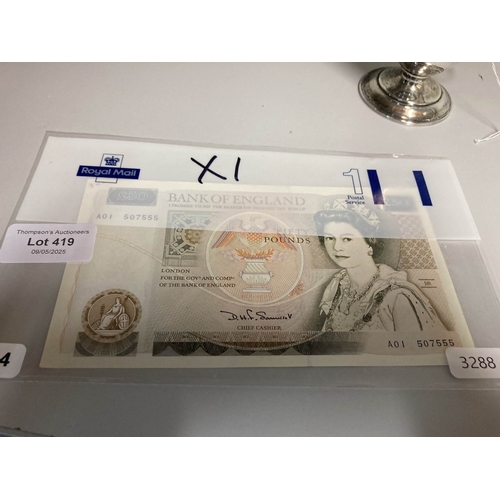 X1
1
Royal Mail
Postal
Service
BANK OF ENGLAND
Thompson's Auctioneers
Lot 419
09/05/2025
A01 507555
POUNDS
LONDON
FOR THE GOVR AND COMPA
OF THE BANK OF ENGLAND
CHIEF CASHIER
A01 507555
4
3288